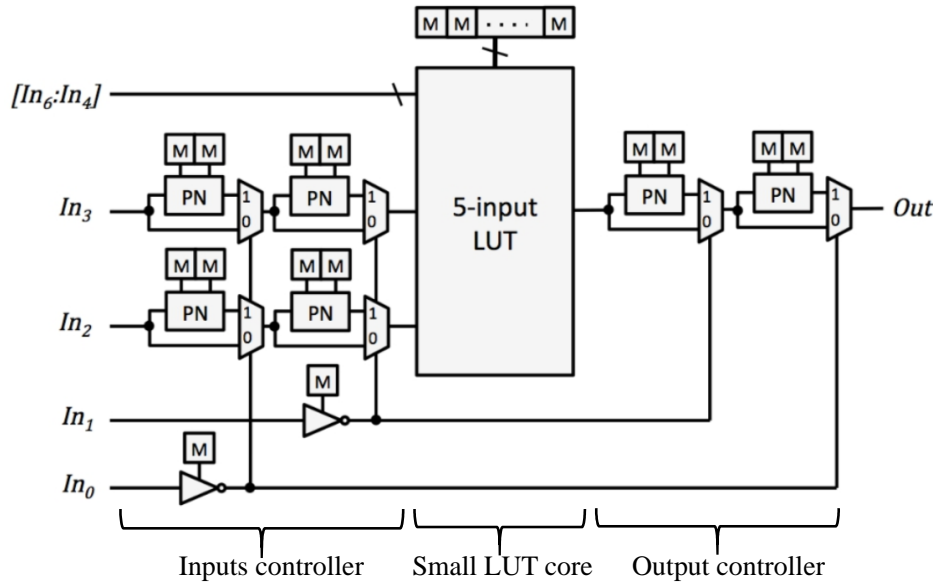 M M .... M
[In6:In4]
M M M M M M M M
PN PN PN PN
1 1 1 1
0 0 0 0
In3 Out
5-input
LUT
M M M M
PN PN
1 1
0 0
In2
M
In1
M
In0
Inputs controller Small LUT core Output controller